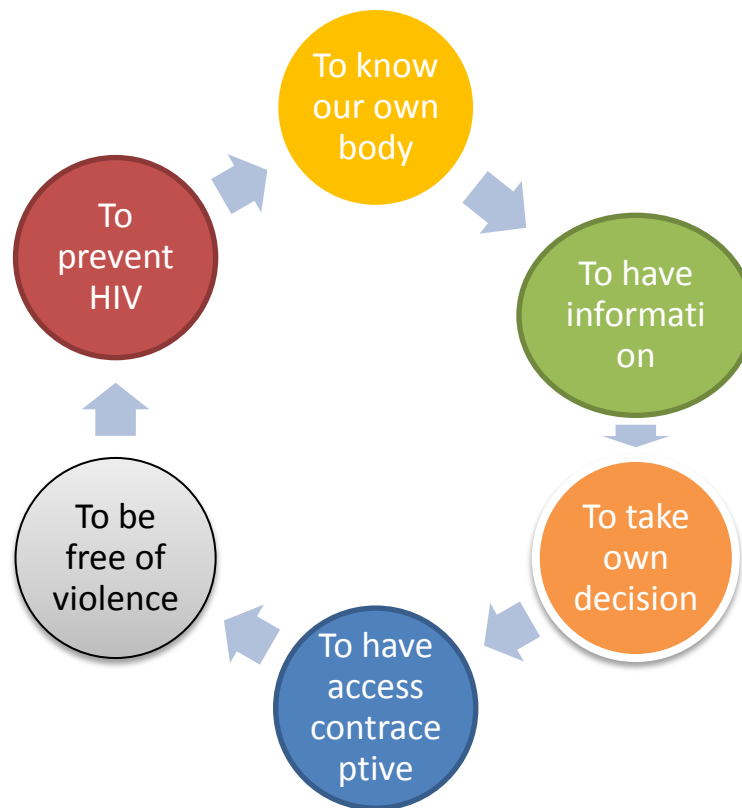 To know
our own
body
To have
informati
on
To take
own
decision
To have
access
contrace
ptive
To be
free of
violence
To
prevent
HIV